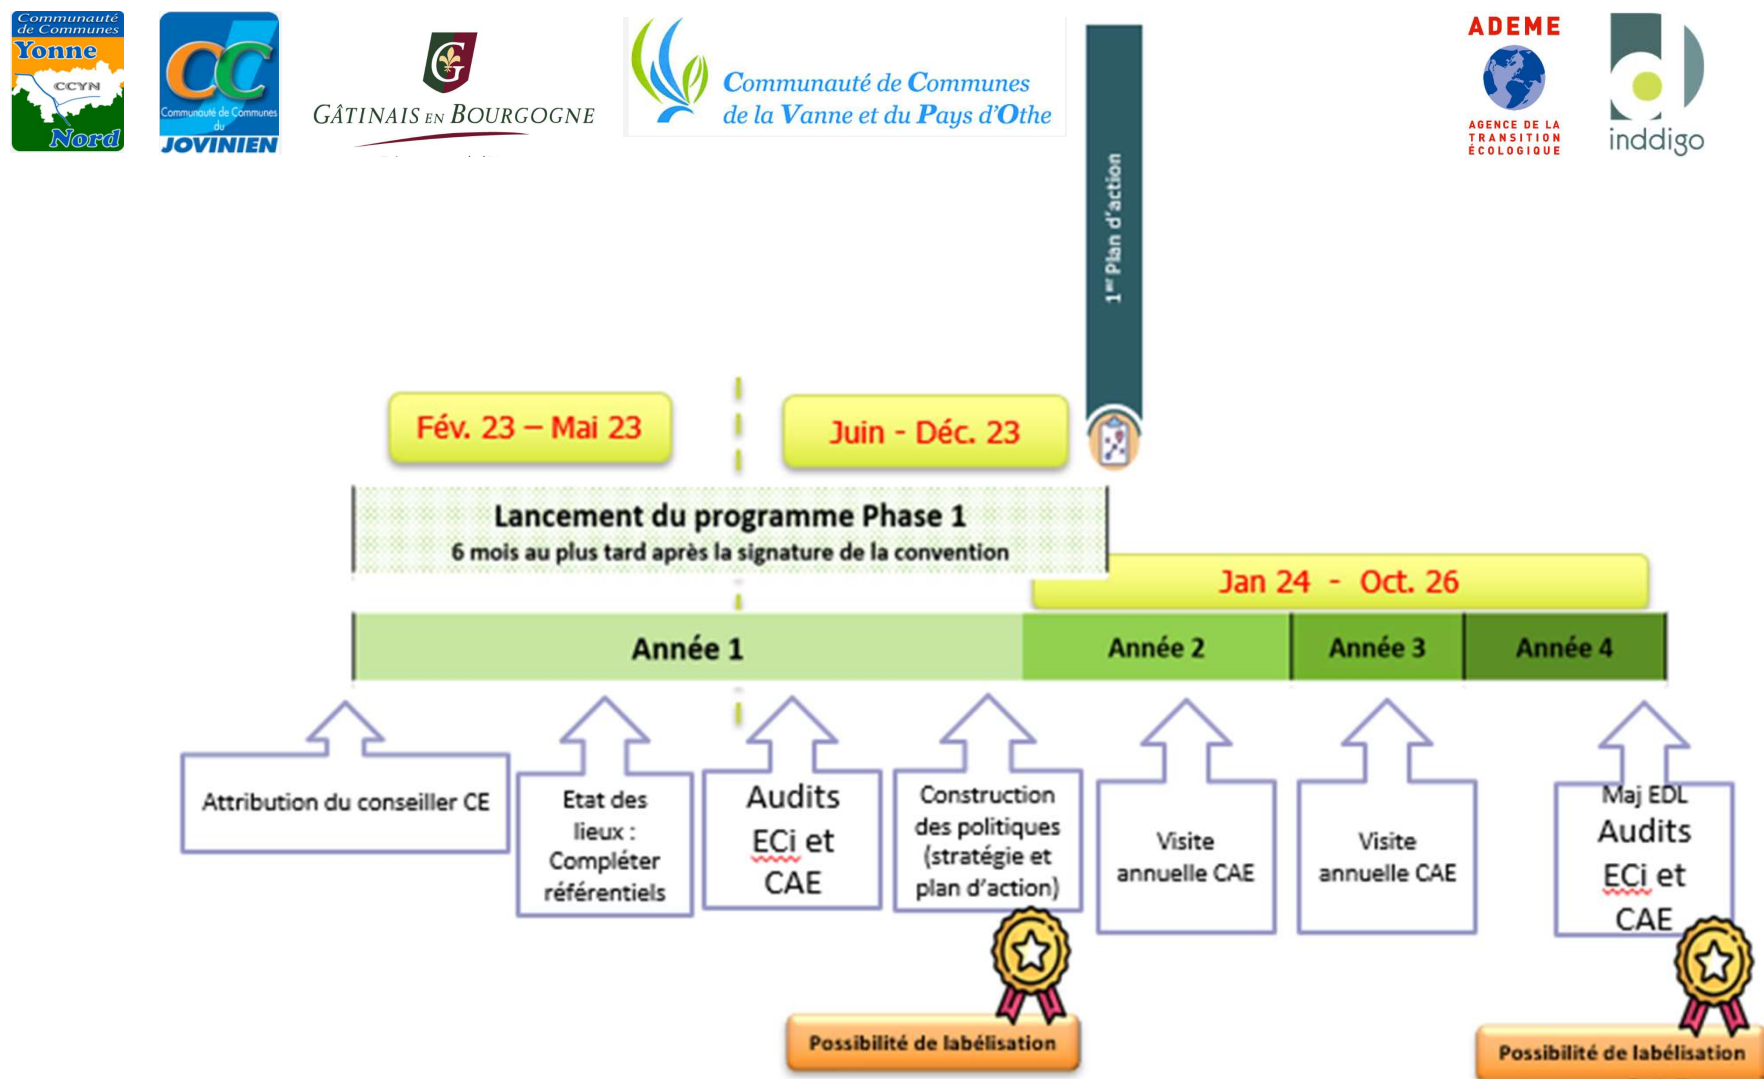 Communauté
de Communes
Yonne
CCYN
Nord
CC
Communauté de Communes
du
JOVINIEN
G
GÂTINAIS EN BOURGOGNE
Communauté de Communes
de la Vanne et du Pays d'Othe
ADEME
AGENCE DE LA
TRANSITION
ÉCOLOGIQUE
inddigo
1er Plan d'action
Fév. 23 – Mai 23
Juin - Déc. 23
Lancement du programme Phase 1
6 mois au plus tard après la signature de la convention
Jan 24 - Oct. 26
Année 1
Année 2
Année 3
Année 4
Attribution du conseiller CE
Etat des
lieux :
Compléter
référentiels
Audits
ECi et
CAE
Construction
des politiques
(stratégie et
plan d'action)
Visite
annuelle CAE
Visite
annuelle CAE
Maj EDL
Audits
ECi et
CAE
Possibilité de labélisation
Possibilité de labélisation